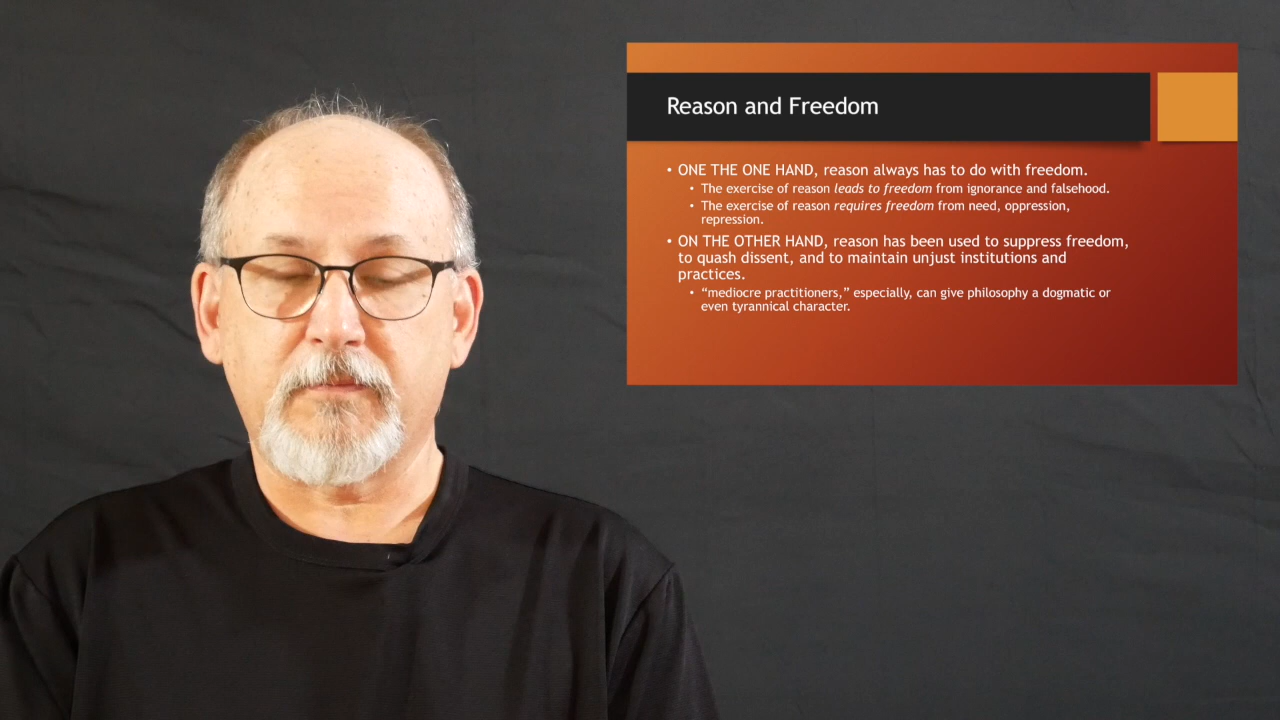 Reason and Freedom
• ONE THE ONE HAND, reason always has to do with freedom.
• The exercise of reason leads to freedom from ignorance and falsehood.
• The exercise of reason requires freedom from need, oppression,
repression.
• ON THE OTHER HAND, reason has been used to suppress freedom,
to quash dissent, and to maintain unjust institutions and
practices.
• “mediocre practitioners,” especially, can give philosophy a dogmatic or
even tyrannical character.